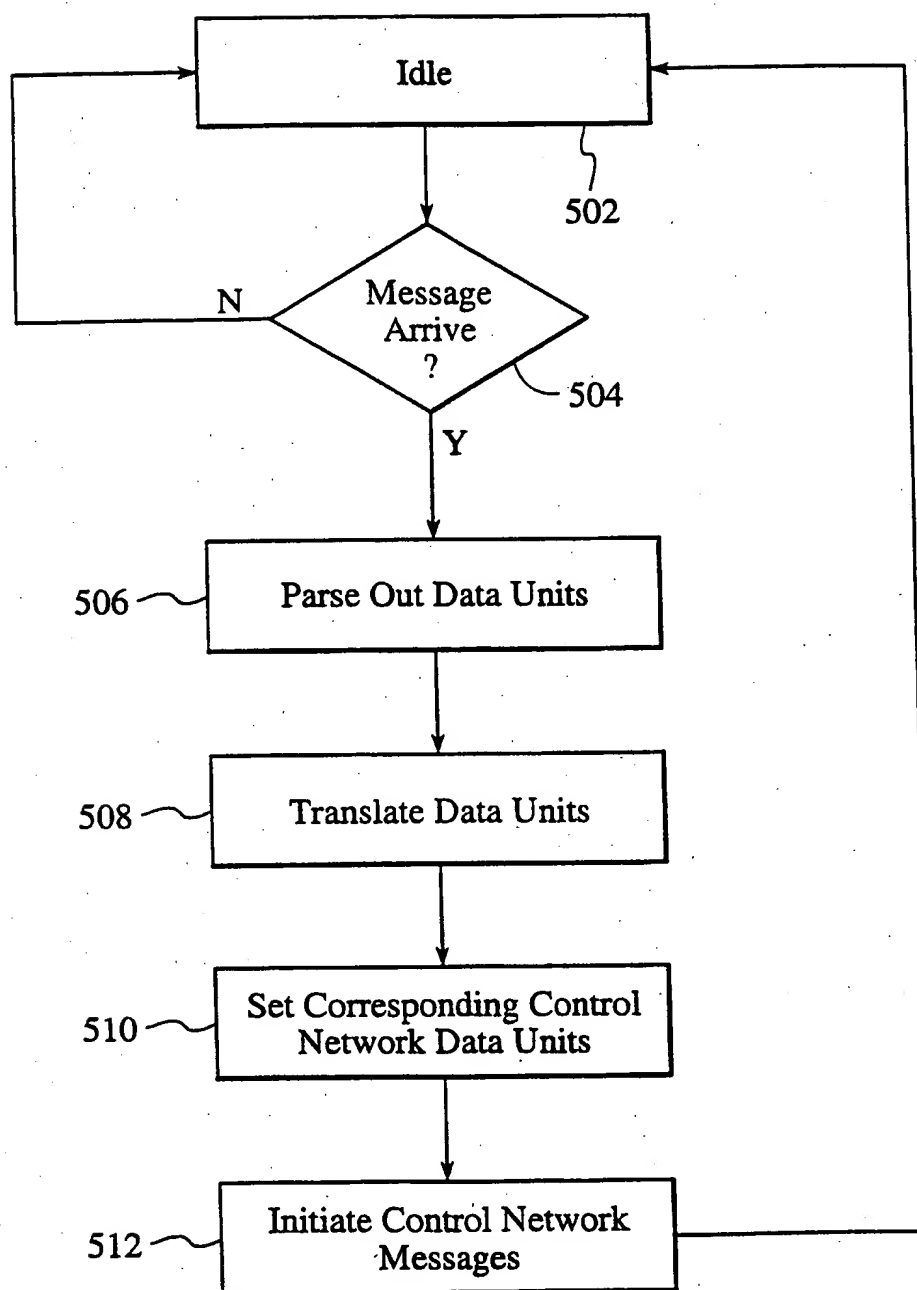 Idle
502
N
Message
Arrive
?
504
Y
506
Parse Out Data Units
508
Translate Data Units
510
Set Corresponding Control
Network Data Units
512
Initiate Control Network
Messages